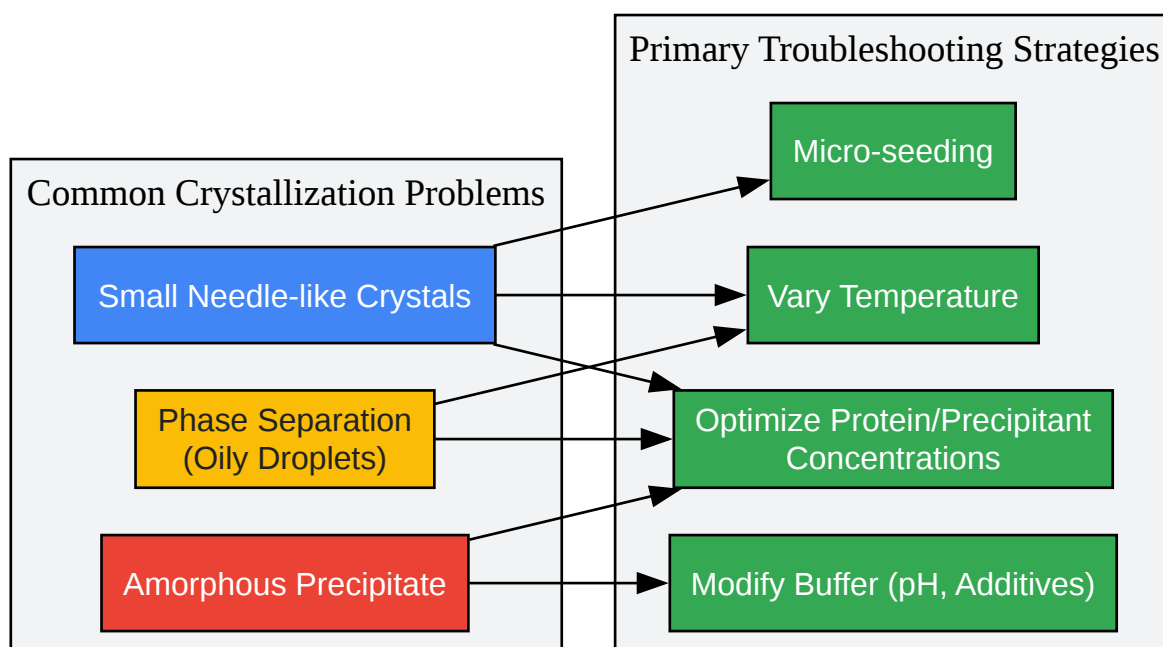 Common Crystallization Problems
Small Needle-like Crystals
Phase Separation
(Oily Droplets)
Amorphous Precipitate
Primary Troubleshooting Strategies
Micro-seeding
Vary Temperature
Optimize Protein/Precipitant
Concentrations
Modify Buffer (pH, Additives)